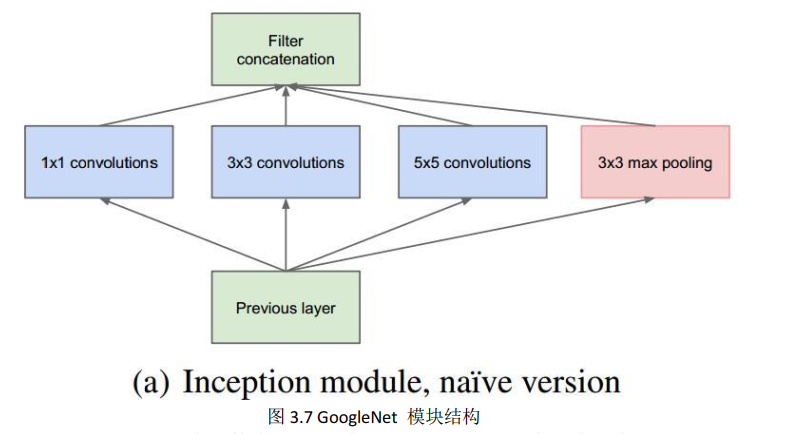 Filter
concatenation
1x1 convolutions
3x3 convolutions
5x5 convolutions
3x3 max pooling
Previous layer
(a) Inception module, naïve version
图 3.7 GoogleNet 模块结构